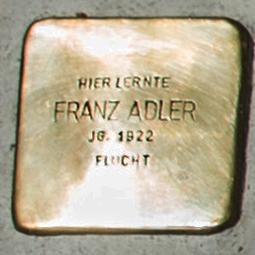 HIER LERNTE
FRANZ ADLER
JG. 1922
FLUCHT